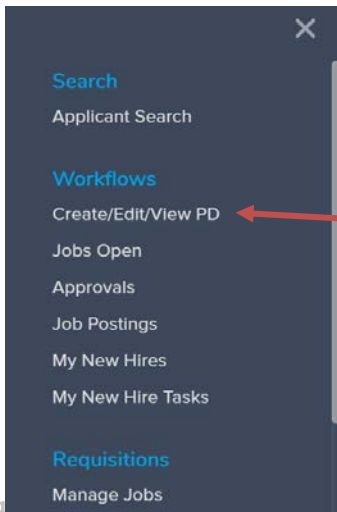 Search
Applicant Search
Workflows
Create/Edit/View PD
Jobs Open
Approvals
Job Postings
My New Hires
My New Hire Tasks
Requisitions
Manage Jobs